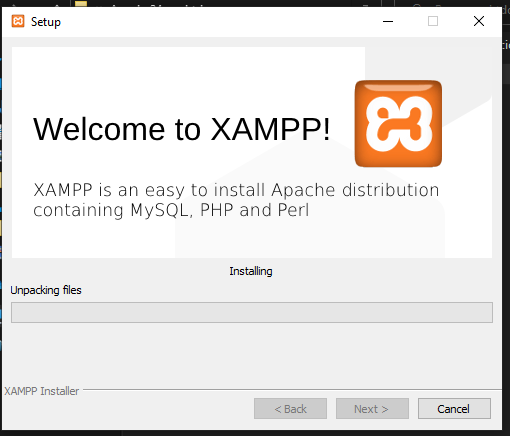 Setup
Welcome to XAMPP!
XAMPP is an easy to install Apache distribution
containing MySQL, PHP and Perl
Installing
Unpacking files
XAMPP Installer
< Back
Next >
Cancel